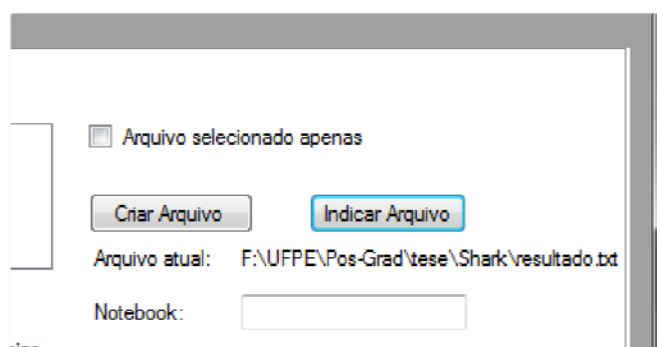 Arquivo selecionado apenas
Criar Arquivo Indicar Arquivo
Arquivo atual: F:\UFPE\Pos-Grad\tese\Shark\resultado.txt
Notebook: